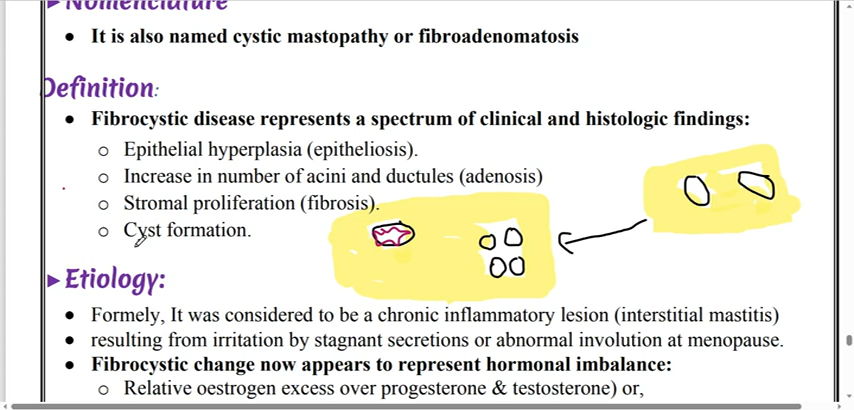 ►Nomenclature
• It is also named cystic mastopathy or fibroadenomatosis
Definition:
• Fibrocystic disease represents a spectrum of clinical and histologic findings:
o Epithelial hyperplasia (epitheliosis).
o Increase in number of acini and ductules (adenosis)
o Stromal proliferation (fibrosis).
o Cyst formation.
►Etiology:
• Formely, It was considered to be a chronic inflammatory lesion (interstitial mastitis)
• resulting from irritation by stagnant secretions or abnormal involution at menopause.
• Fibrocystic change now appears to represent hormonal imbalance:
o Relative oestrogen excess over progesterone & testosterone) or,